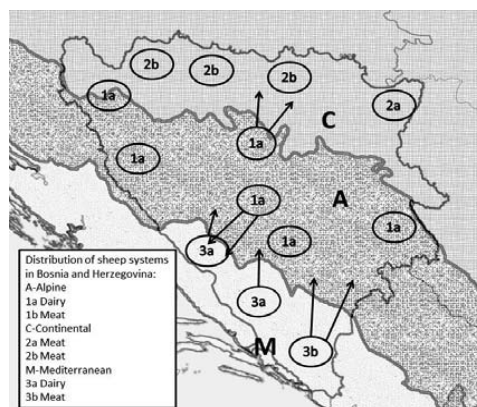 2b
2b
2b
1a
2a
C
1a
1a
1a
A
1a
1a
3a
3a
M
3b
Distribution of sheep systems
in Bosnia and Herzegovina:
A-Alpine
1a Dairy
1b Meat
C-Continental
2a Meat
2b Meat
M-Mediterranean
3a Dairy
3b Meat